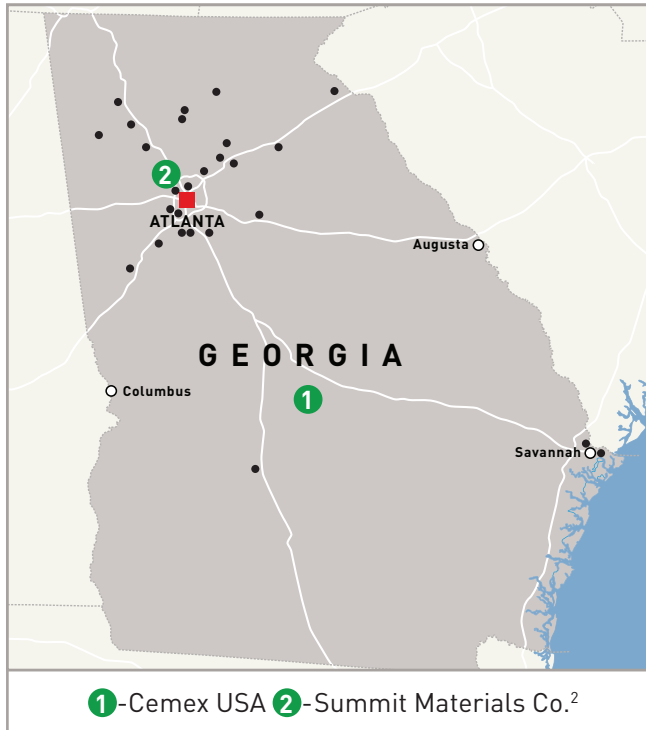 2
ATLANTA
Augusta
GEORGIA
1
Columbus
Savannah
1-Cemex USA 2-Summit Materials Co.²